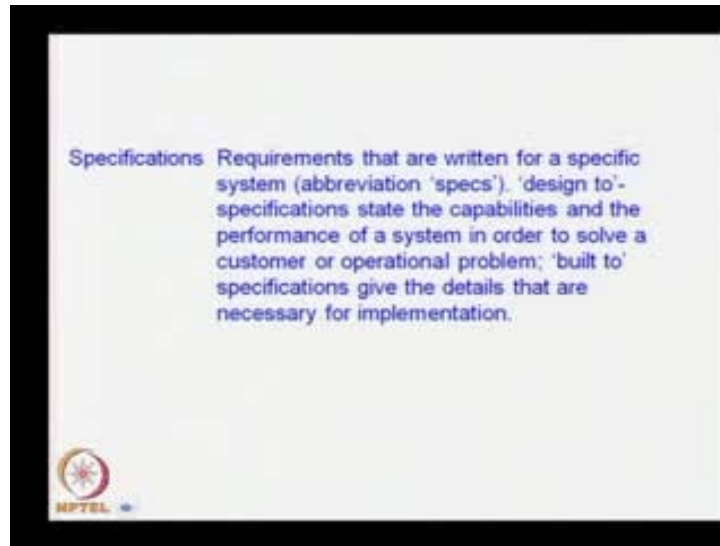 Specifications Requirements that are written for a specific
system (abbreviation 'specs'). 'design to'-
specifications state the capabilities and the
performance of a system in order to solve a
customer or operational problem; 'built to'
specifications give the details that are
necessary for implementation.
NPTEL